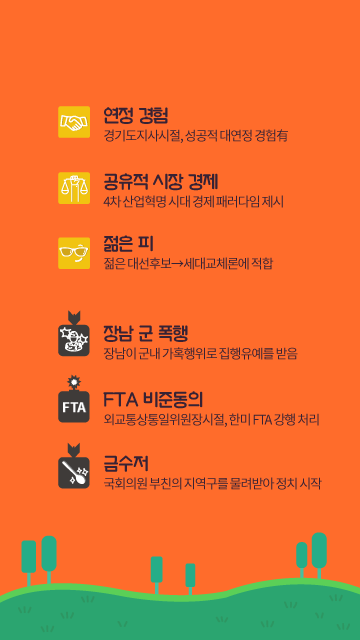 연정 경험
경기도지사시절, 성공적 대연정 경험有
공유적 시장 경제
4차 산업혁명 시대 경제 패러다임 제시
젊은 피
젊은 대선후보→세대교체론에 적합
장남 군 폭행
장남이 군내 가혹행위로 집행유예를 받음
FTA
FTA 비준동의
외교통상통일위원장시절, 한미 FTA 강행 처리
금수저
국회의원 부친의 지역구를 물려받아 정치 시작